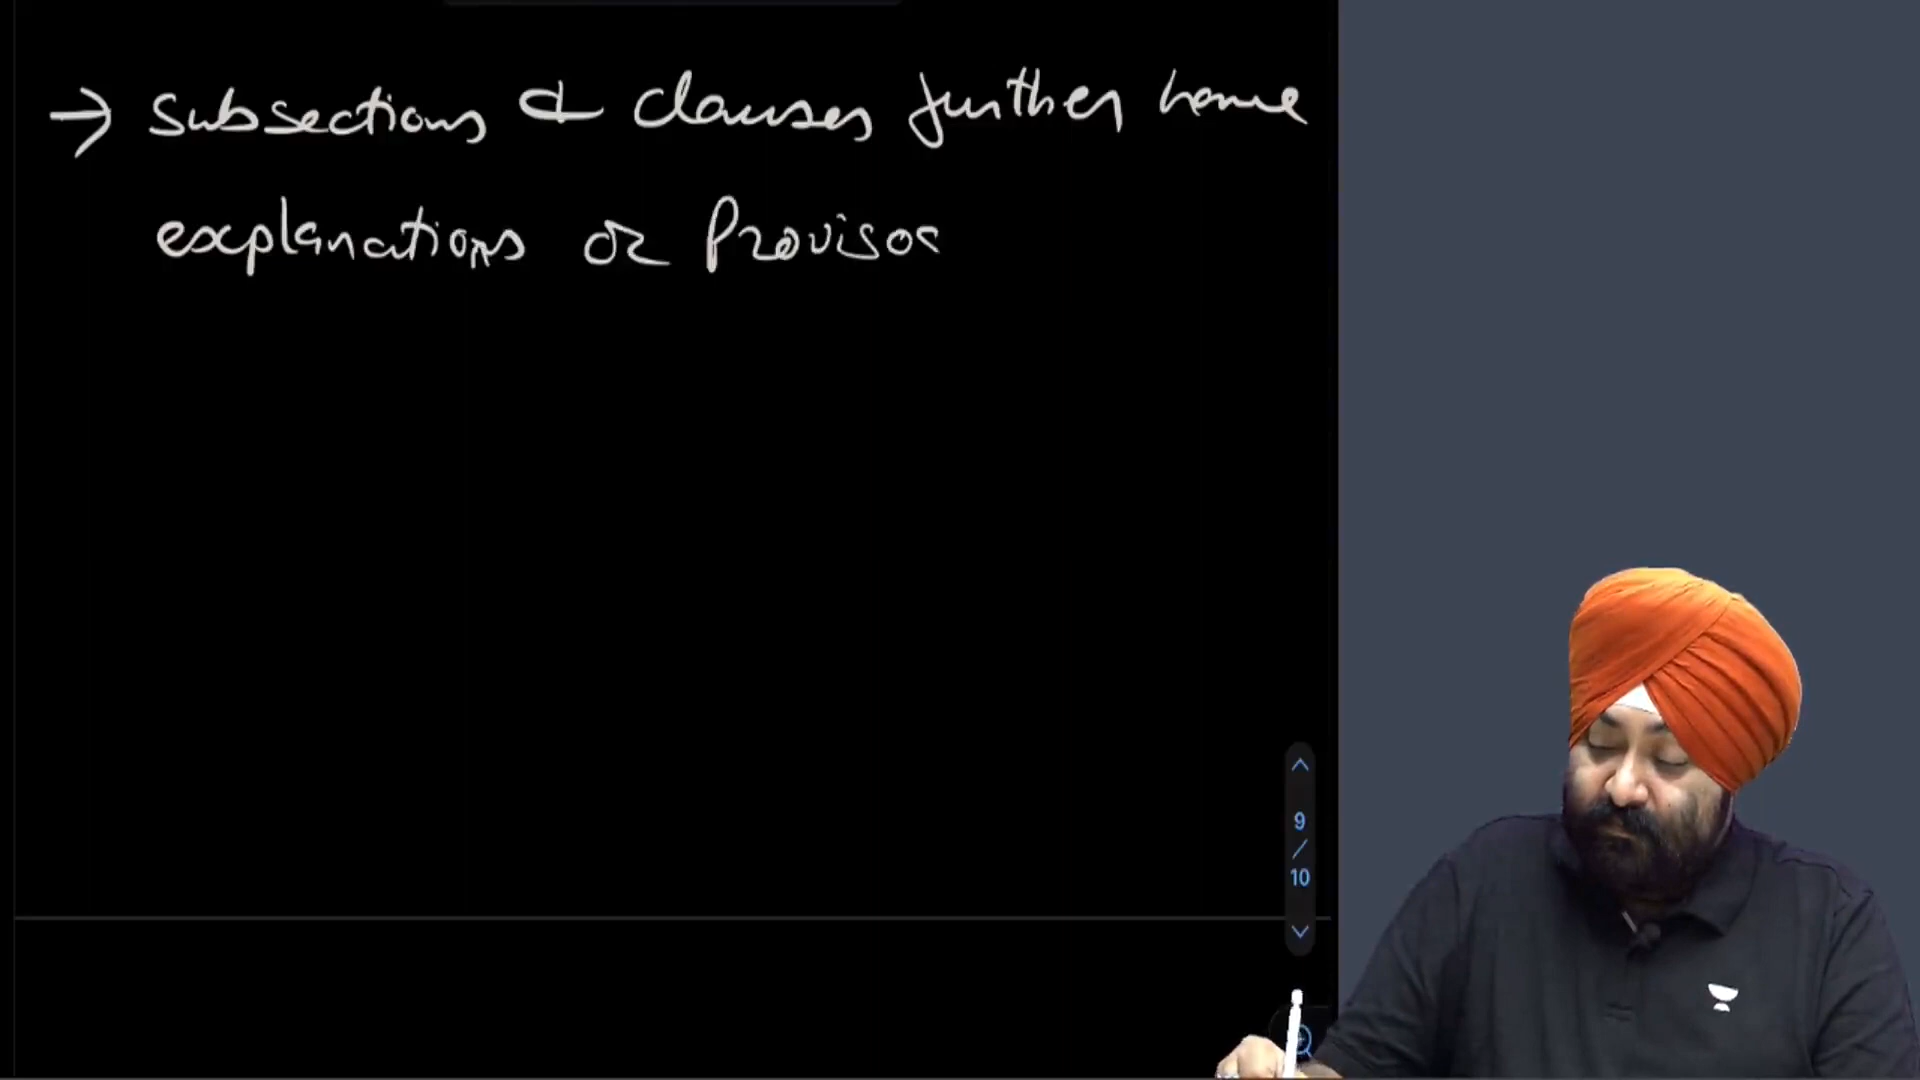 → Subsections & Clauses further have
explanations or Provisos
9
/
10